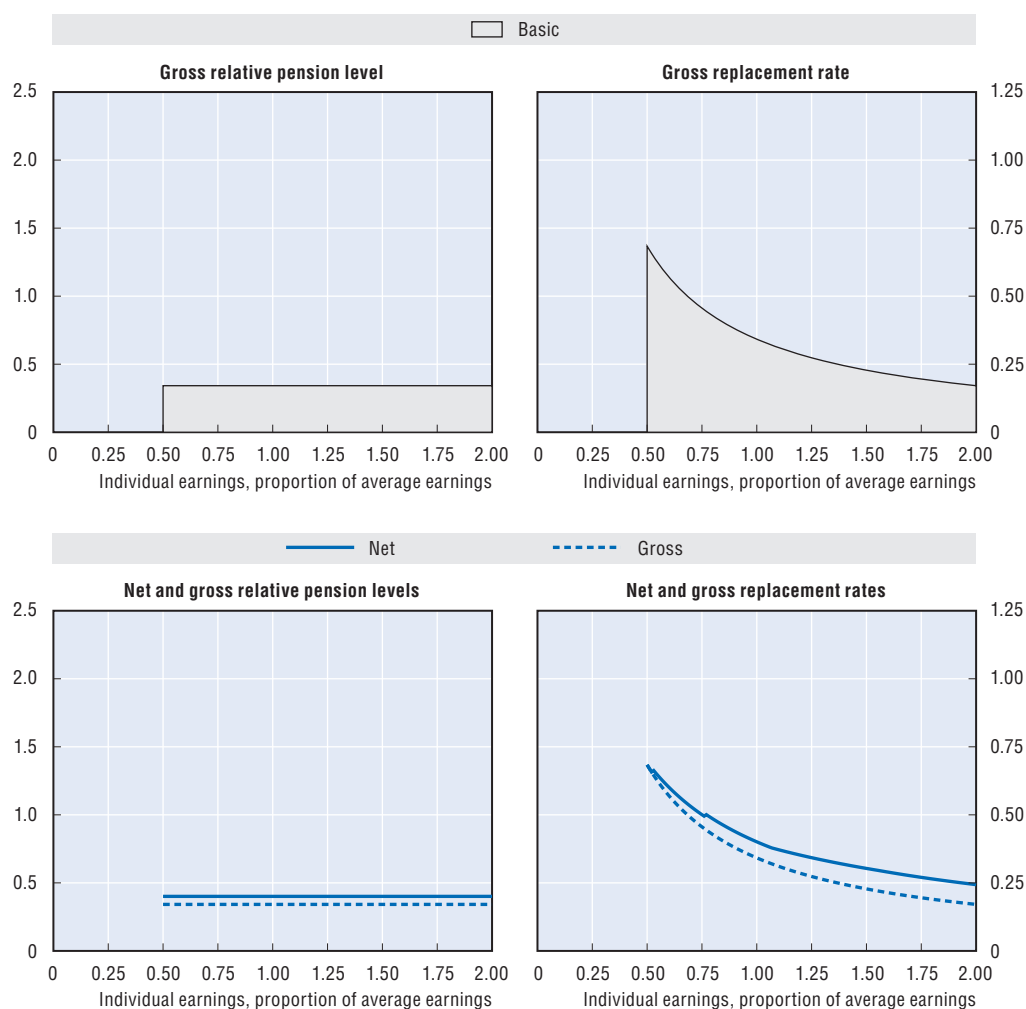 Basic
Gross relative pension level
Gross replacement rate
2.5
2.0
1.5
1.0
0.5
0
1.25
1.00
0.75
0.50
0.25
0
0 0.25 0.50 0.75 1.00 1.25 1.50 1.75 2.00
0 0.25 0.50 0.75 1.00 1.25 1.50 1.75 2.00
Individual earnings, proportion of average earnings
Individual earnings, proportion of average earnings
Net
Gross
Net and gross relative pension levels
Net and gross replacement rates
2.5
2.0
1.5
1.0
0.5
0
1.25
1.00
0.75
0.50
0.25
0
0 0.25 0.50 0.75 1.00 1.25 1.50 1.75 2.00
0 0.25 0.50 0.75 1.00 1.25 1.50 1.75 2.00
Individual earnings, proportion of average earnings
Individual earnings, proportion of average earnings